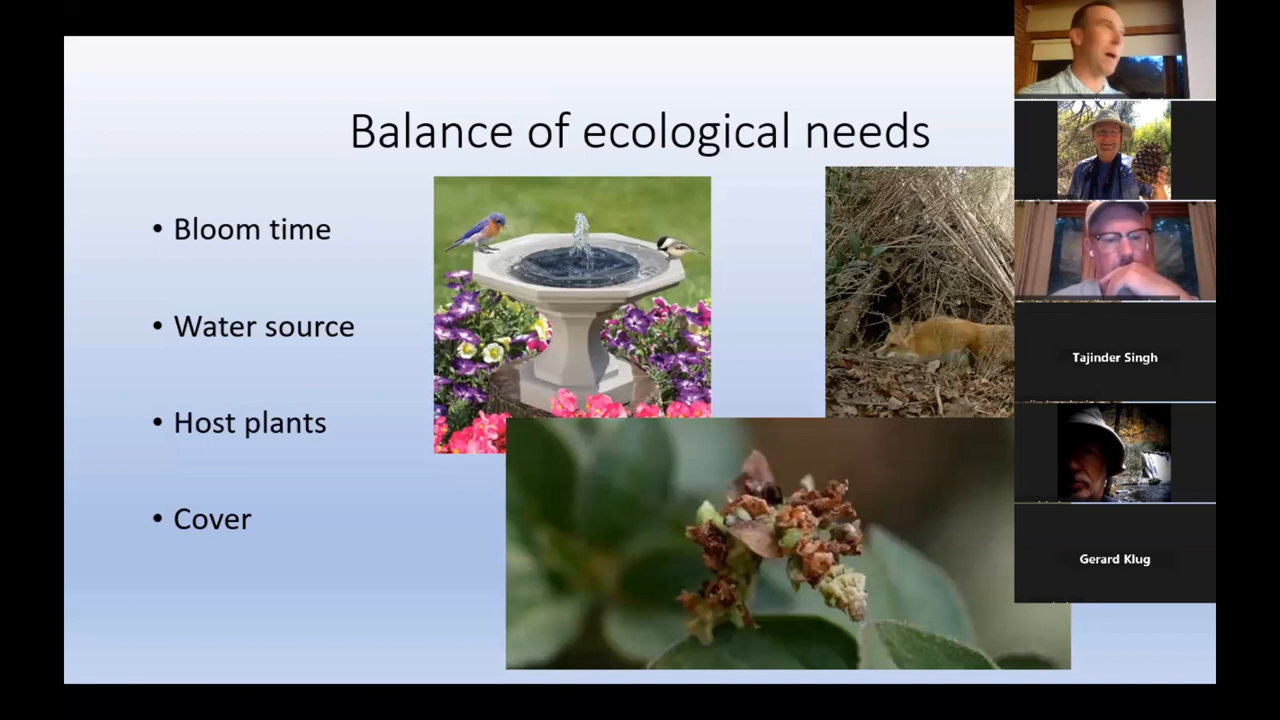 Balance of ecological needs
• Bloom time
• Water source
• Host plants
• Cover
Tajinder Singh
Gerard Klug